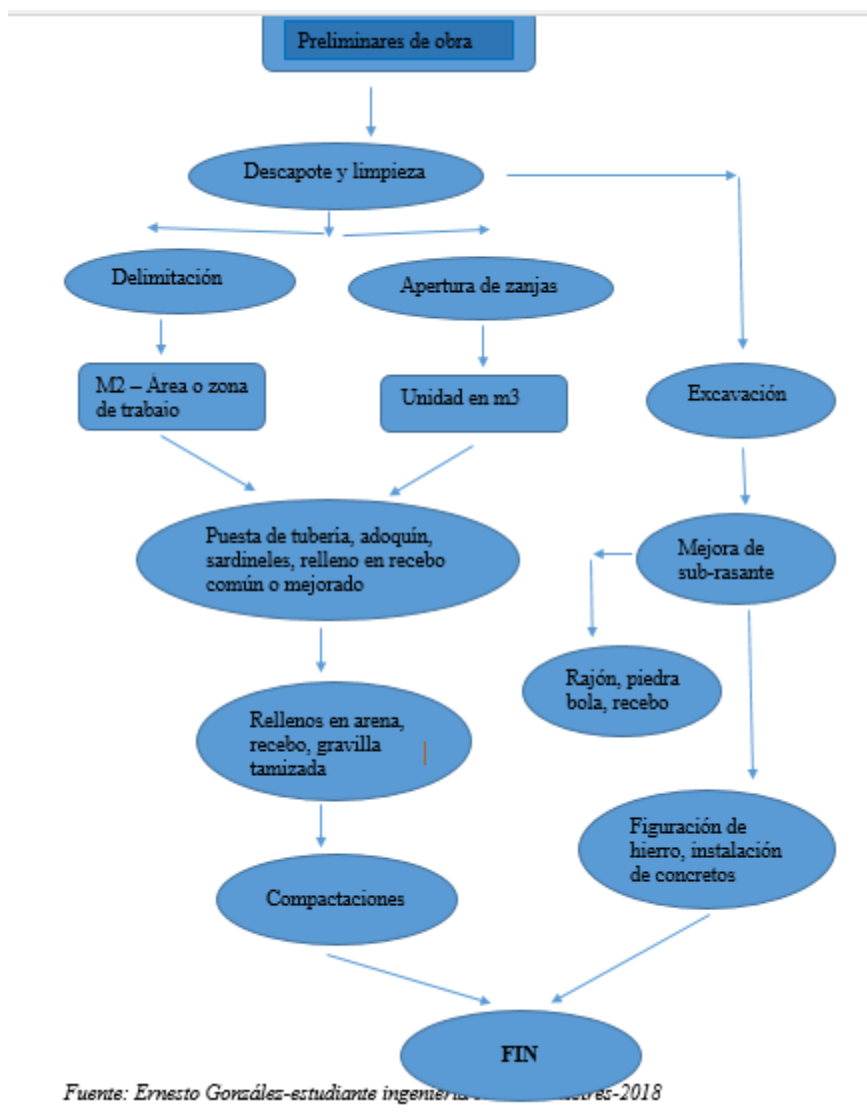 Preliminares de obra
Descapote y limpieza
Delimitación
Apertura de zanjas
M2 – Área o zona
de trabaio
Unidad en m3
Excavación
Puesta de tubería, adoquín,
sardineles, relleno en recebo
común o mejorado
Mejora de
sub-rasante
Rajón, piedra
bola, recebo
Rellenos en arena,
recebo, gravilla
tamizada
Figuración de
hierro, instalación
de concretos
Compactaciones
FIN
Fuente: Ernesto González-estudiante ingeniería -2018